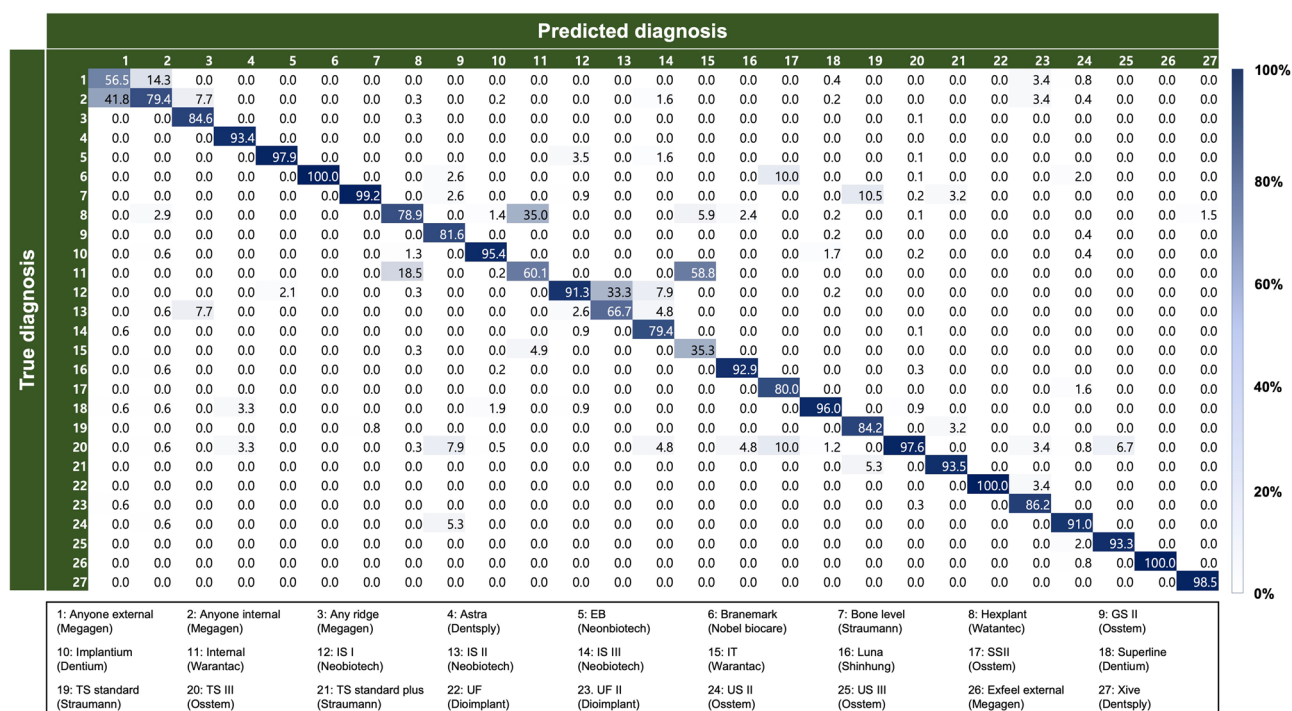 Predicted diagnosis
True diagnosis
1 2 3 4 5 6 7 8 9 10 11 12 13 14 15 16 17 18 19 20 21 22 23 24 25 26 27
1 56.5 14.3 0.0 0.0 0.0 0.0 0.0 0.0 0.0 0.0 0.0 0.0 0.0 0.0 0.0 0.0 0.0 0.4 0.0 0.0 0.0 0.0 3.4 0.8 0.0 0.0 0.0
2 41.8 79.4 7.7 0.0 0.0 0.0 0.0 0.3 0.0 0.2 0.0 0.0 0.0 1.6 0.0 0.0 0.0 0.2 0.0 0.0 0.0 0.0 3.4 0.4 0.0 0.0 0.0
3 0.0 0.0 84.6 0.0 0.0 0.0 0.0 0.3 0.0 0.0 0.0 0.0 0.0 0.0 0.0 0.0 0.0 0.0 0.0 0.1 0.0 0.0 0.0 0.0 0.0 0.0 0.0
4 0.0 0.0 0.0 93.4 0.0 0.0 0.0 0.0 0.0 0.0 0.0 0.0 0.0 0.0 0.0 0.0 0.0 0.0 0.0 0.0 0.0 0.0 0.0 0.0 0.0 0.0 0.0
5 0.0 0.0 0.0 0.0 97.9 0.0 0.0 0.0 0.0 0.0 0.0 3.5 0.0 1.6 0.0 0.0 0.0 0.0 0.0 0.1 0.0 0.0 0.0 0.0 0.0 0.0 0.0
6 0.0 0.0 0.0 0.0 0.0 100.0 0.0 0.0 2.6 0.0 0.0 0.0 0.0 0.0 0.0 0.0 10.0 0.0 0.0 0.1 0.0 0.0 0.0 2.0 0.0 0.0 0.0
7 0.0 0.0 0.0 0.0 0.0 0.0 99.2 0.0 2.6 0.0 0.0 0.9 0.0 0.0 0.0 0.0 0.0 0.0 10.5 0.2 3.2 0.0 0.0 0.0 0.0 0.0 0.0
8 0.0 2.9 0.0 0.0 0.0 0.0 0.0 78.9 0.0 1.4 35.0 0.0 0.0 0.0 5.9 2.4 0.0 0.2 0.0 0.1 0.0 0.0 0.0 0.0 0.0 0.0 1.5
9 0.0 0.0 0.0 0.0 0.0 0.0 0.0 0.0 81.6 0.0 0.0 0.0 0.0 0.0 0.0 0.0 0.0 0.2 0.0 0.0 0.0 0.0 0.0 0.4 0.0 0.0 0.0
10 0.0 0.6 0.0 0.0 0.0 0.0 0.0 1.3 0.0 95.4 0.0 0.0 0.0 0.0 0.0 0.0 0.0 1.7 0.0 0.2 0.0 0.0 0.0 0.4 0.0 0.0 0.0
11 0.0 0.0 0.0 0.0 0.0 0.0 0.0 18.5 0.0 0.2 60.1 0.0 0.0 0.0 58.8 0.0 0.0 0.0 0.0 0.0 0.0 0.0 0.0 0.0 0.0 0.0 0.0
12 0.0 0.0 0.0 0.0 2.1 0.0 0.0 0.3 0.0 0.0 0.0 91.3 33.3 7.9 0.0 0.0 0.0 0.2 0.0 0.0 0.0 0.0 0.0 0.0 0.0 0.0 0.0
13 0.0 0.6 7.7 0.0 0.0 0.0 0.0 0.0 0.0 0.0 0.0 2.6 66.7 4.8 0.0 0.0 0.0 0.0 0.0 0.0 0.0 0.0 0.0 0.0 0.0 0.0 0.0
14 0.6 0.0 0.0 0.0 0.0 0.0 0.0 0.0 0.0 0.0 0.0 0.9 0.0 79.4 0.0 0.0 0.0 0.0 0.0 0.1 0.0 0.0 0.0 0.0 0.0 0.0 0.0
15 0.0 0.0 0.0 0.0 0.0 0.0 0.0 0.3 0.0 0.0 4.9 0.0 0.0 0.0 35.3 0.0 0.0 0.0 0.0 0.0 0.0 0.0 0.0 0.0 0.0 0.0 0.0
16 0.0 0.6 0.0 0.0 0.0 0.0 0.0 0.0 0.0 0.2 0.0 0.0 0.0 0.0 0.0 92.9 0.0 0.0 0.0 0.3 0.0 0.0 0.0 0.0 0.0 0.0 0.0
17 0.0 0.0 0.0 0.0 0.0 0.0 0.0 0.0 0.0 0.0 0.0 0.0 0.0 0.0 0.0 0.0 80.0 0.0 0.0 0.0 0.0 0.0 0.0 1.6 0.0 0.0 0.0
18 0.6 0.6 0.0 3.3 0.0 0.0 0.0 0.0 0.0 1.9 0.0 0.9 0.0 0.0 0.0 0.0 0.0 96.0 0.0 0.9 0.0 0.0 0.0 0.0 0.0 0.0 0.0
19 0.0 0.0 0.0 0.0 0.0 0.0 0.8 0.0 0.0 0.0 0.0 0.0 0.0 0.0 0.0 0.0 0.0 0.0 84.2 0.0 3.2 0.0 0.0 0.0 0.0 0.0 0.0
20 0.0 0.6 0.0 3.3 0.0 0.0 0.0 0.3 7.9 0.5 0.0 0.0 0.0 4.8 0.0 4.8 10.0 1.2 0.0 97.6 0.0 0.0 3.4 0.8 6.7 0.0 0.0
21 0.0 0.0 0.0 0.0 0.0 0.0 0.0 0.0 0.0 0.0 0.0 0.0 0.0 0.0 0.0 0.0 0.0 0.0 5.3 0.0 93.5 0.0 0.0 0.0 0.0 0.0 0.0
22 0.0 0.0 0.0 0.0 0.0 0.0 0.0 0.0 0.0 0.0 0.0 0.0 0.0 0.0 0.0 0.0 0.0 0.0 0.0 0.0 0.0 100.0 3.4 0.0 0.0 0.0 0.0
23 0.6 0.0 0.0 0.0 0.0 0.0 0.0 0.0 0.0 0.0 0.0 0.0 0.0 0.0 0.0 0.0 0.0 0.0 0.0 0.3 0.0 0.0 86.2 0.0 0.0 0.0 0.0
24 0.0 0.6 0.0 0.0 0.0 0.0 0.0 0.0 5.3 0.0 0.0 0.0 0.0 0.0 0.0 0.0 0.0 0.0 0.0 0.0 0.0 0.0 0.0 91.0 0.0 0.0 0.0
25 0.0 0.0 0.0 0.0 0.0 0.0 0.0 0.0 0.0 0.0 0.0 0.0 0.0 0.0 0.0 0.0 0.0 0.0 0.0 0.0 0.0 0.0 0.0 2.0 93.3 0.0 0.0
26 0.0 0.0 0.0 0.0 0.0 0.0 0.0 0.0 0.0 0.0 0.0 0.0 0.0 0.0 0.0 0.0 0.0 0.0 0.0 0.0 0.0 0.0 0.0 0.8 0.0 100.0 0.0
27 0.0 0.0 0.0 0.0 0.0 0.0 0.0 0.0 0.0 0.0 0.0 0.0 0.0 0.0 0.0 0.0 0.0 0.0 0.0 0.0 0.0 0.0 0.0 0.0 0.0 0.0 98.5
100%
80%
60%
40%
20%
0%
1: Anyone external 2: Anyone internal 3: Any ridge 4: Astra 5: EB 6: Branemark 7: Bone level 8: Hexplant 9: GS II
(Megagen) (Megagen) (Megagen) (Dentsply) (Neonbiotech) (Nobel biocare) (Straumann) (Watantec) (Osstem)
10: Implantium 11: Internal 12: IS I 13: IS II 14: IS III 15: IT 16: Luna 17: SSII 18: Superline
(Dentium) (Warantac) (Neobiotech) (Neobiotech) (Neobiotech) (Warantac) (Shinhung) (Osstem) (Dentium)
19: TS standard 20: TS III 21: TS standard plus 22: UF 23. UF II 24: US II 25: US III 26: Exfeel external 27: Xive
(Straumann) (Osstem) (Straumann) (Dioimplant) (Dioimplant) (Osstem) (Osstem) (Megagen) (Dentsply)